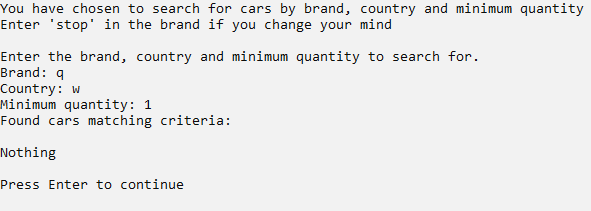 You have chosen to search for cars by brand, country and minimum quantity
Enter 'stop' in the brand if you change your mind
Enter the brand, country and minimum quantity to search for.
Brand: q
Country: w
Minimum quantity: 1
Found cars matching criteria:
Nothing
Press Enter to continue